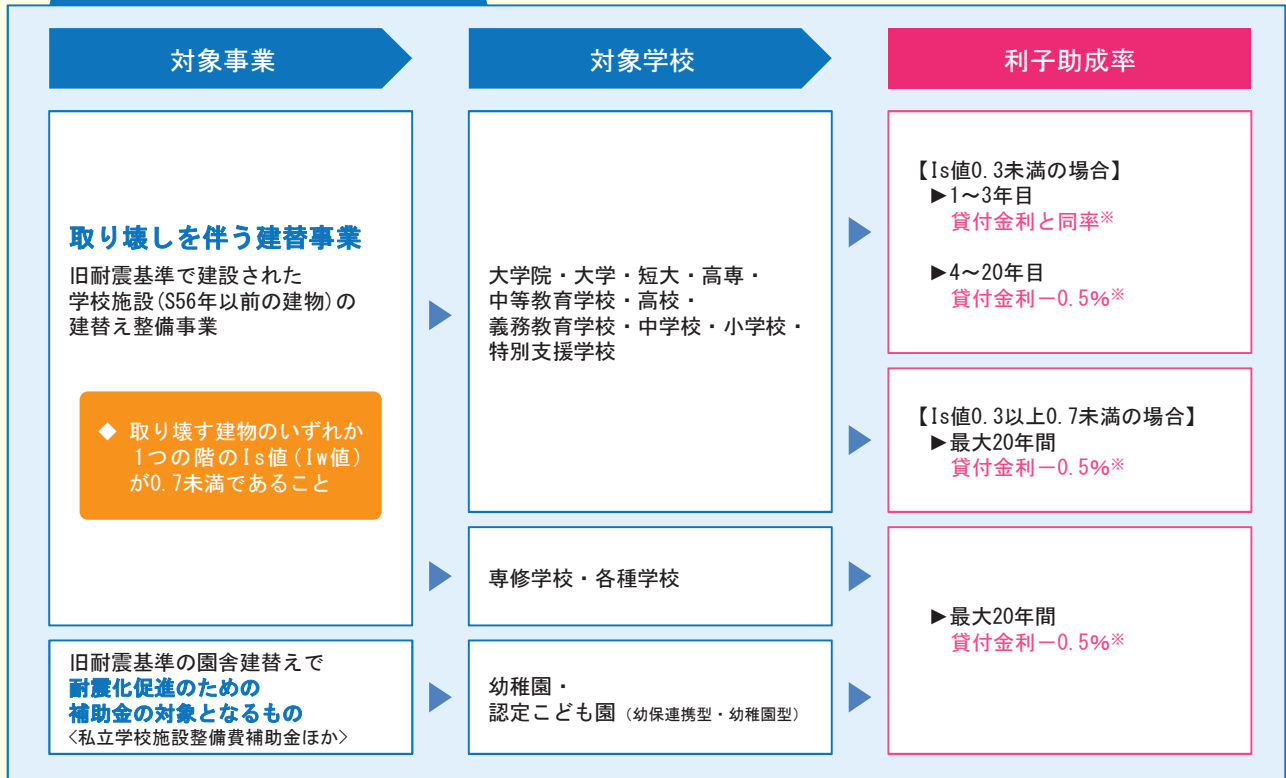 対象事業
対象学校
利子助成率
取り壊しを伴う建替事業
旧耐震基準で建設された
学校施設(S56年以前の建物)の
建替え整備事業
◆ 取り壊す建物のいずれか
1つの階のIs値(Iw値)
が0.7未満であること
大学院・大学・短大・高専・
中等教育学校・高校・
義務教育学校・中学校・小学校・
特別支援学校
【Is値0.3未満の場合】
▶1～3年目
貸付金利と同率※
▶4～20年目
貸付金利－0.5%※
【Is値0.3以上0.7未満の場合】
▶最大20年間
貸付金利－0.5%※
専修学校・各種学校
▶最大20年間
貸付金利－0.5%※
旧耐震基準の園舎建替えで
耐震化促進のための
補助金の対象となるもの
<私立学校施設整備費補助金ほか>
幼稚園・
認定こども園(幼保連携型・幼稚園型)